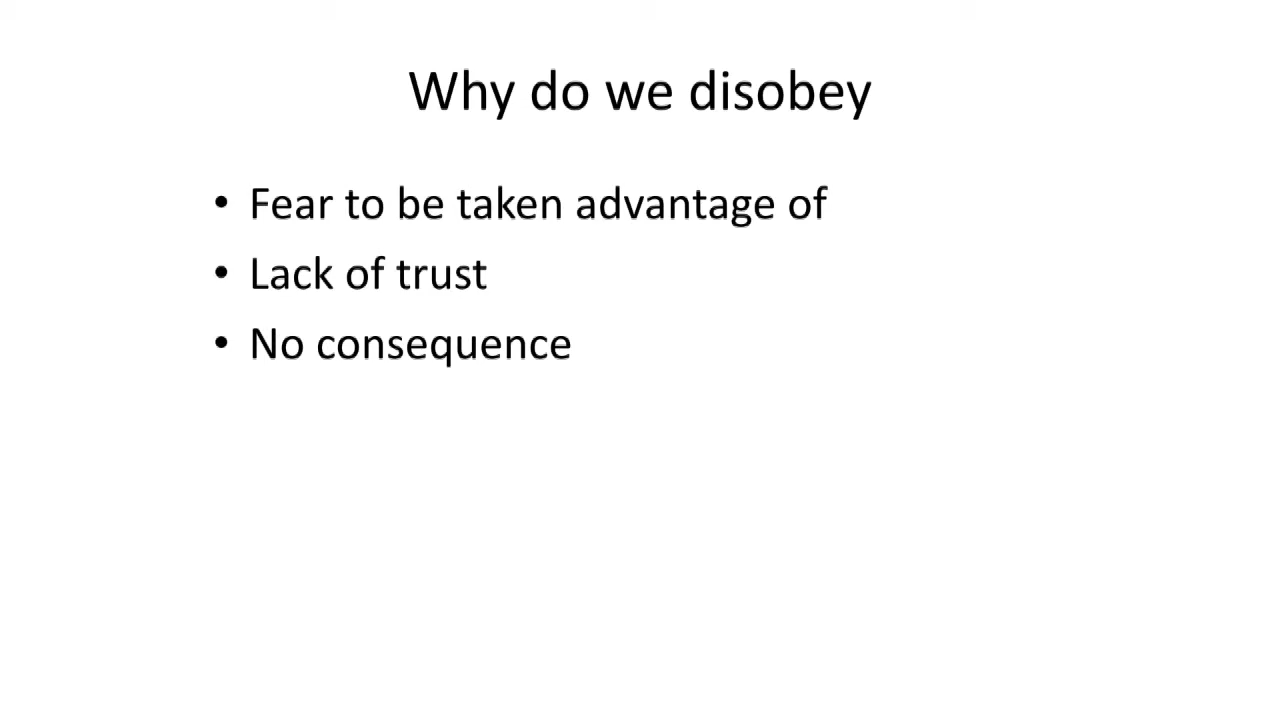 Why do we disobey
• Fear to be taken advantage of
• Lack of trust
• No consequence